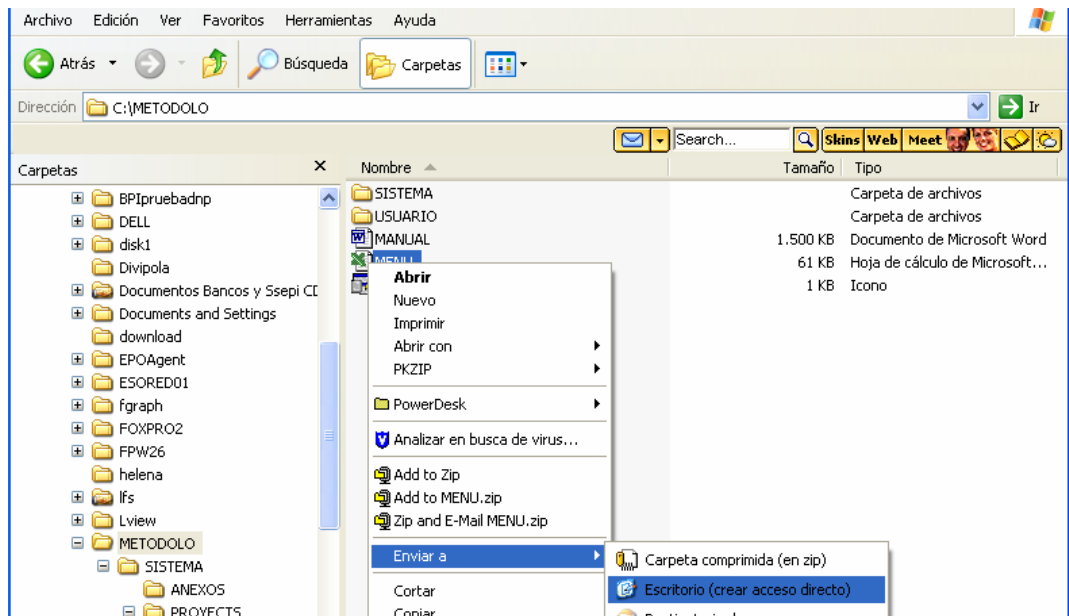 Archivo Edición Ver Favoritos Herramientas Ayuda
Atrás Búsqueda Carpetas
Dirección C:\METODOLO Ir
Search... Skins Web Meet
Carpetas
Nombre Tamaño Tipo
BPIpruebadnp
DELL
disk1
Divipola
Documentos Bancos y Ssepi CD
Documents and Settings
download
EPOAgent
ESORED01
fgraph
FOXPRO2
FPW26
helena
lfs
Lview
METODOLO
SISTEMA
ANEXOS
PROYECTS
SISTEMA Carpeta de archivos
USUARIO Carpeta de archivos
MANUAL 1.500 KB Documento de Microsoft Word
MENU 61 KB Hoja de cálculo de Microsoft...
1 KB Icono
Abrir
Nuevo
Imprimir
Abrir con
PKZIP
PowerDesk
Analizar en busca de virus...
Add to Zip
Add to MENU.zip
Zip and E-Mail MENU.zip
Enviar a
Cortar
Copiar
Carpeta comprimida (en zip)
Escritorio (crear acceso directo)